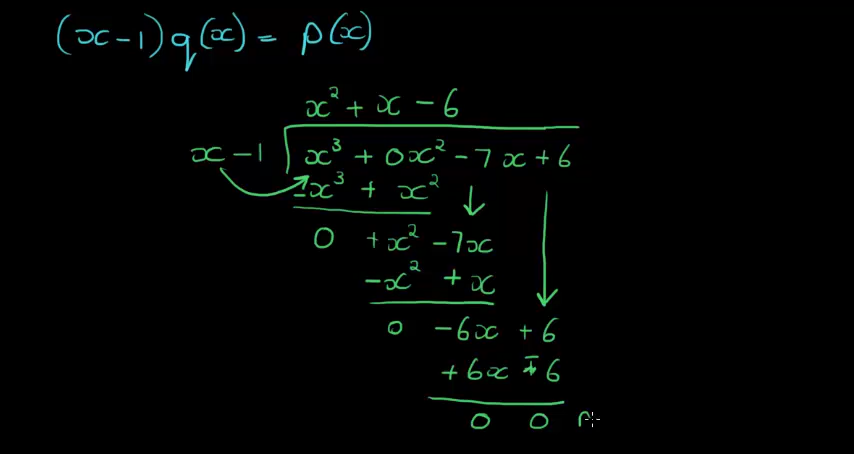 (x-1) q(x) = p(x)
x² + x - 6
x - 1 x³ + 0x² - 7x + 6
-x³ + x²
0 + x² - 7x
-x² + x
0 - 6x + 6
+ 6x - 6
0 0